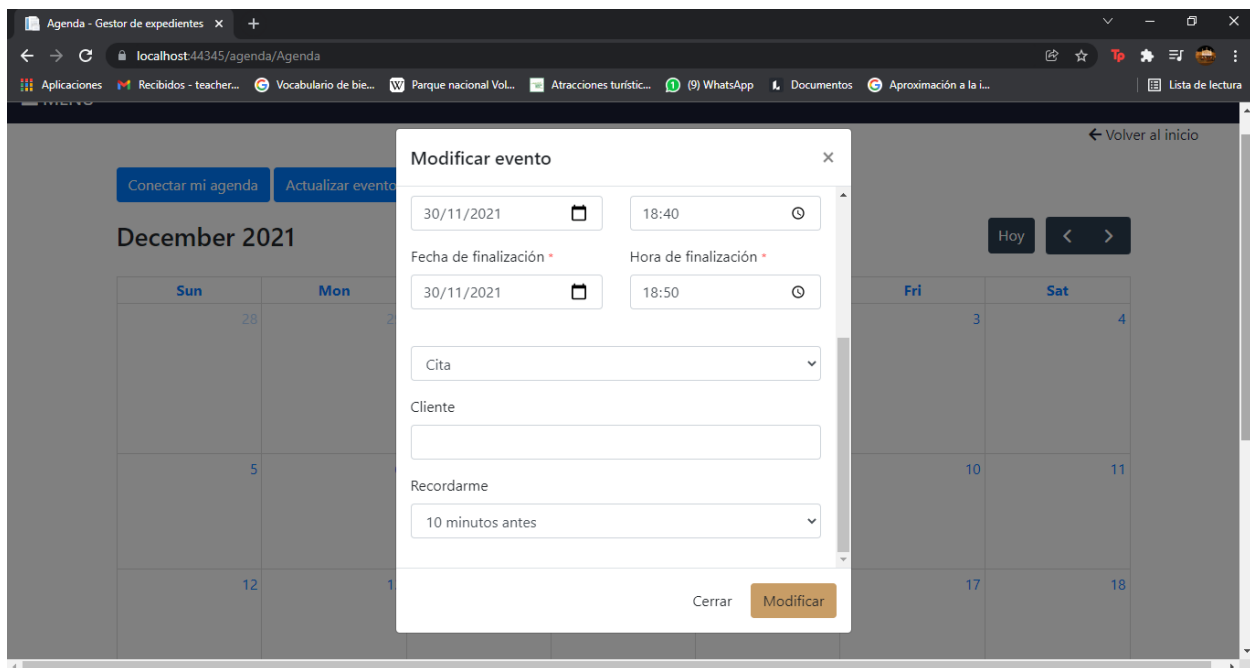 Agenda - Gestor de expedientes
localhost:44345/agenda/Agenda
Tp
Aplicaciones Recibidos - teacher... Vocabulario de bie... W Parque nacional Vol... Atracciones turístic... 1 (9) WhatsApp Documentos Aproximación a la i... Lista de lectura
MENÚ
Volver al inicio
Conectar mi agenda Actualizar evento
December 2021
Hoy
Sun Mon Fri Sat
28 3 4
5 10 11
12 17 18
Modificar evento
30/11/2021 18:40
Fecha de finalización * Hora de finalización *
30/11/2021 18:50
Cita
Cliente
Recordarme
10 minutos antes
Cerrar Modificar